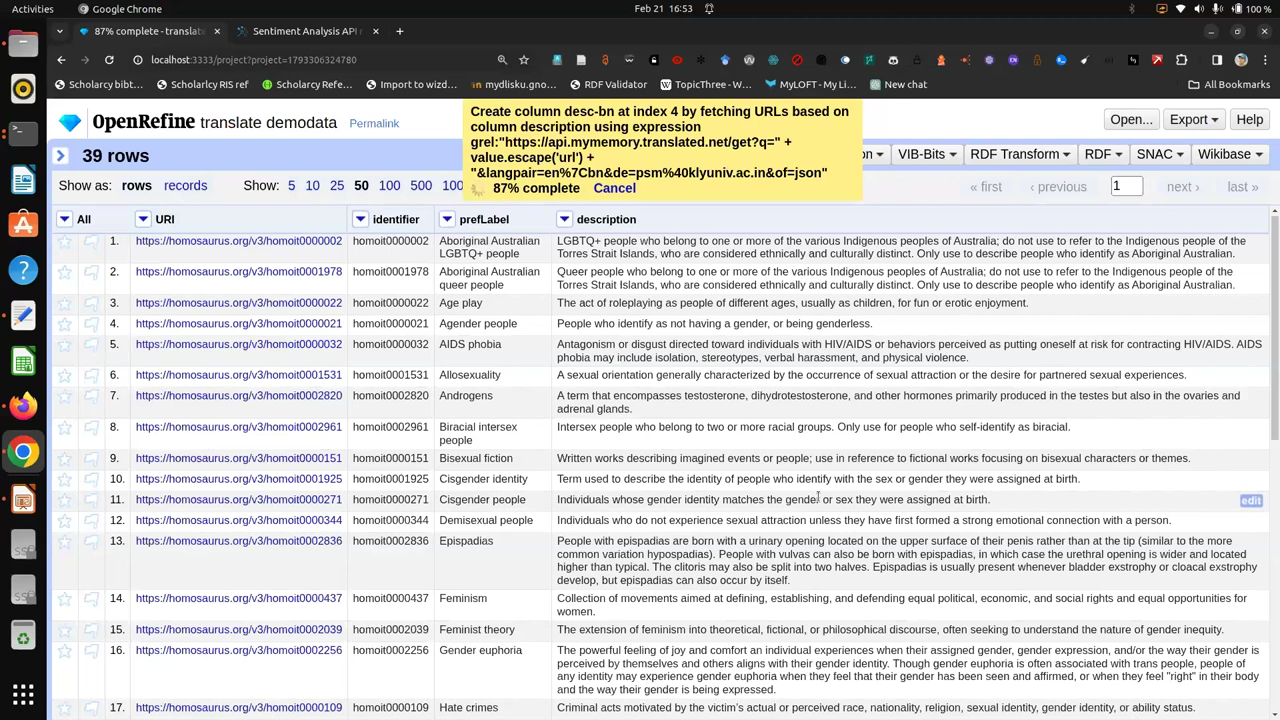 Activities Google Chrome Feb 21 16:53 100 %
87% complete - translate Sentiment Analysis API
localhost:3333/project?project=1793306324780
Scholarcy bookmark Scholarlcy RIS ref Scholarcy Refe... Import to wizd... mydlisku.desy... RDF Validator TopicThree - W... MyLOFT - My Li... New chat All Bookmarks
Create column desc-bn at index 4 by fetching URLs based on
column description using expression
grel:"https://api.mymemory.translated.net/get?q=" +
value.escape('url') +
"&langpair=en%7Cbn&de=psm%40klyuniv.ac.in&of=json"
87% complete Cancel
OpenRefine translate demodata Permalink Open... Export Help
39 rows VIB-Bits RDF Transform RDF SNAC Wikibase
Show as: rows records Show: 5 10 25 50 100 500 « first ‹ previous 1 next › last »
All URI identifier prefLabel description
1. https://homosaurus.org/v3/homoit0000002 homoit0000002 Aboriginal Australian LGBTQ+ people who belong to one or more of the various Indigenous peoples of Australia; do not use to refer to the Indigenous people of the
LGBTQ+ people Torres Strait Islands, who are considered ethnically and culturally distinct. Only use to describe people who identify as Aboriginal Australian.
2. https://homosaurus.org/v3/homoit0001978 homoit0001978 Aboriginal Australian Queer people who belong to one or more of the various Indigenous peoples of Australia; do not use to refer to the Indigenous people of the
queer people Torres Strait Islands, who are considered ethnically and culturally distinct. Only use to describe people who identify as Aboriginal Australian.
3. https://homosaurus.org/v3/homoit0000022 homoit0000022 Age play The act of roleplaying as people of different ages, usually as children, for fun or erotic enjoyment.
4. https://homosaurus.org/v3/homoit0000021 homoit0000021 Agender people People who identify as not having a gender, or being genderless.
5. https://homosaurus.org/v3/homoit0000032 homoit0000032 AIDS phobia Antagonism or disgust directed toward individuals with HIV/AIDS or behaviors perceived as putting oneself at risk for contracting HIV/AIDS. AIDS
phobia may include isolation, stereotypes, verbal harassment, and physical violence.
6. https://homosaurus.org/v3/homoit0001531 homoit0001531 Allosexuality A sexual orientation generally characterized by the occurrence of sexual attraction or the desire for partnered sexual experiences.
7. https://homosaurus.org/v3/homoit0002820 homoit0002820 Androgens A term that encompasses testosterone, dihydrotestosterone, and other hormones primarily produced in the testes but also in the ovaries and
adrenal glands.
8. https://homosaurus.org/v3/homoit0002961 homoit0002961 Biracial intersex Intersex people who belong to two or more racial groups. Only use for people who self-identify as biracial.
people
9. https://homosaurus.org/v3/homoit0000151 homoit0000151 Bisexual fiction Written works describing imagined events or people; use in reference to fictional works focusing on bisexual characters or themes.
10. https://homosaurus.org/v3/homoit0001925 homoit0001925 Cisgender identity Term used to describe the identity of people who identify with the sex or gender they were assigned at birth.
11. https://homosaurus.org/v3/homoit0000271 homoit0000271 Cisgender people Individuals whose gender identity matches the gender or sex they were assigned at birth. edit
12. https://homosaurus.org/v3/homoit0000344 homoit0000344 Demisexual people Individuals who do not experience sexual attraction unless they have first formed a strong emotional connection with a person.
13. https://homosaurus.org/v3/homoit0002836 homoit0002836 Epispadias People with epispadias are born with a urinary opening located on the upper surface of their penis rather than at the tip (similar to the more
common variation hypospadias). People with vulvas can also be born with epispadias, in which case the urethral opening is wider and located
higher than typical. The clitoris may also be split into two halves. Epispadias is usually present whenever bladder exstrophy or cloacal exstrophy
develop, but epispadias can also occur by itself.
14. https://homosaurus.org/v3/homoit0000437 homoit0000437 Feminism Collection of movements aimed at defining, establishing, and defending equal political, economic, and social rights and equal opportunities for
women.
15. https://homosaurus.org/v3/homoit0002039 homoit0002039 Feminist theory The extension of feminism into theoretical, fictional, or philosophical discourse, often seeking to understand the nature of gender inequity.
16. https://homosaurus.org/v3/homoit0002256 homoit0002256 Gender euphoria The powerful feeling of joy and comfort an individual experiences when their assigned gender, gender expression, and/or the way their gender is
perceived by themselves and others aligns with their gender identity. Though gender euphoria is often associated with trans people, people of
any identity may experience gender euphoria when they feel that their gender has been seen and affirmed, or when they feel "right" in their body
and the way their gender is being expressed.
17. https://homosaurus.org/v3/homoit0000109 homoit0000109 Hate crimes Criminal acts motivated by the victim's actual or perceived race, nationality, religion, sexual identity, gender identity, or ability status.